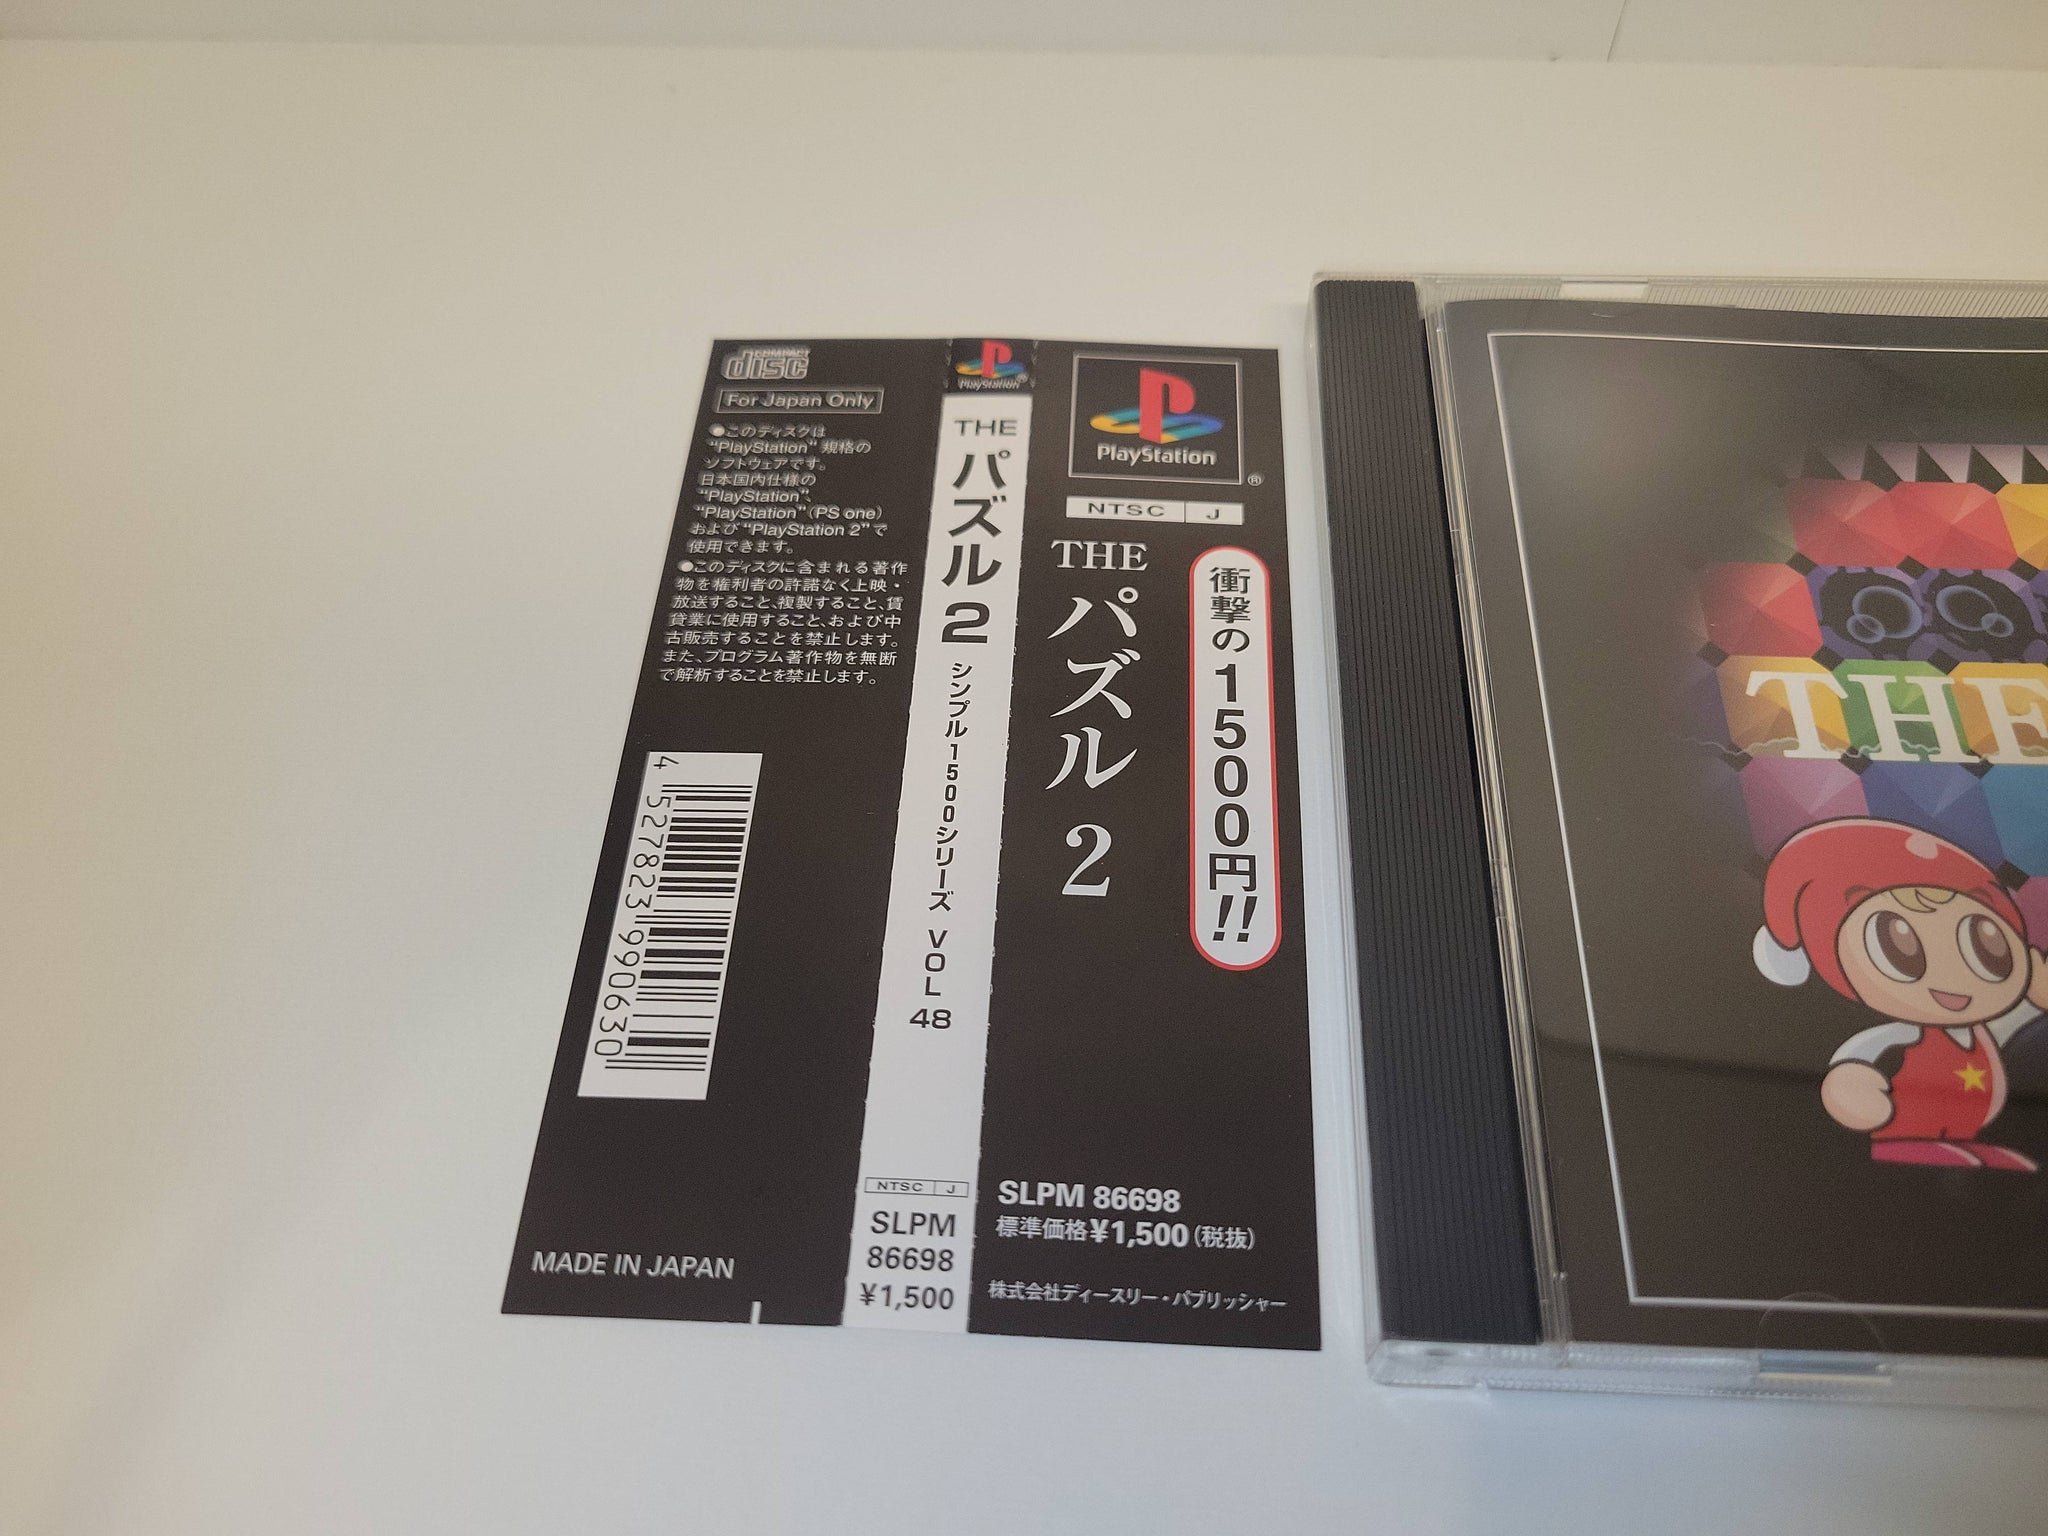 COMPACT
disc
For Japan Only
●このディスクは
"PlayStation" 規格の
ソフトウェアです。
日本国内仕様の
"PlayStation"、
"PlayStation"(PS one)
および"PlayStation 2"で
使用できます。
●このディスクに含まれる著作
物を権利者の許諾なく上映・
放送すること、複製すること、賃
貸業に使用すること、および中
古販売することを禁止します。
また、プログラム著作物を無断
で解析することを禁止します。
4 527823 990630
MADE IN JAPAN
PlayStation
THE パズル 2 シンプル1500シリーズ VOL 48
NTSC J
SLPM
86698
¥1,500
PlayStation
®
NTSC J
THE パズル 2
衝撃の1500円!!
SLPM 86698
標準価格¥1,500(税抜)
株式会社ディースリー・パブリッシャー
THE